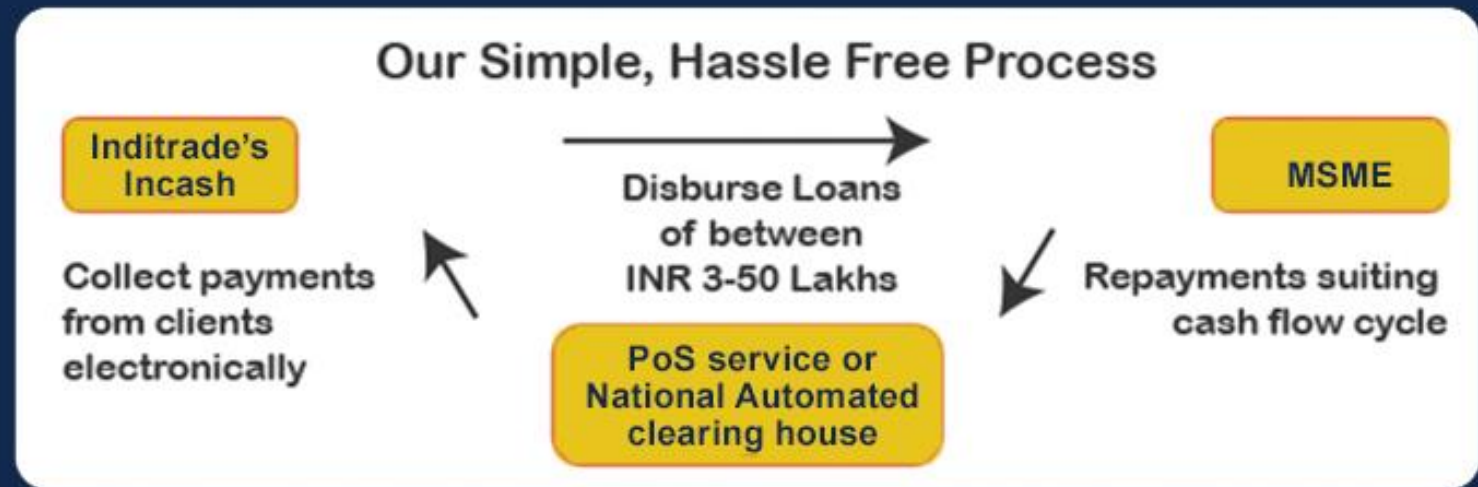 Our Simple, Hassle Free Process
Inditrade's
Incash
Disburse Loans
of between
INR 3-50 Lakhs
MSME
Collect payments
from clients
electronically
Repayments suiting
cash flow cycle
PoS service or
National Automated
clearing house